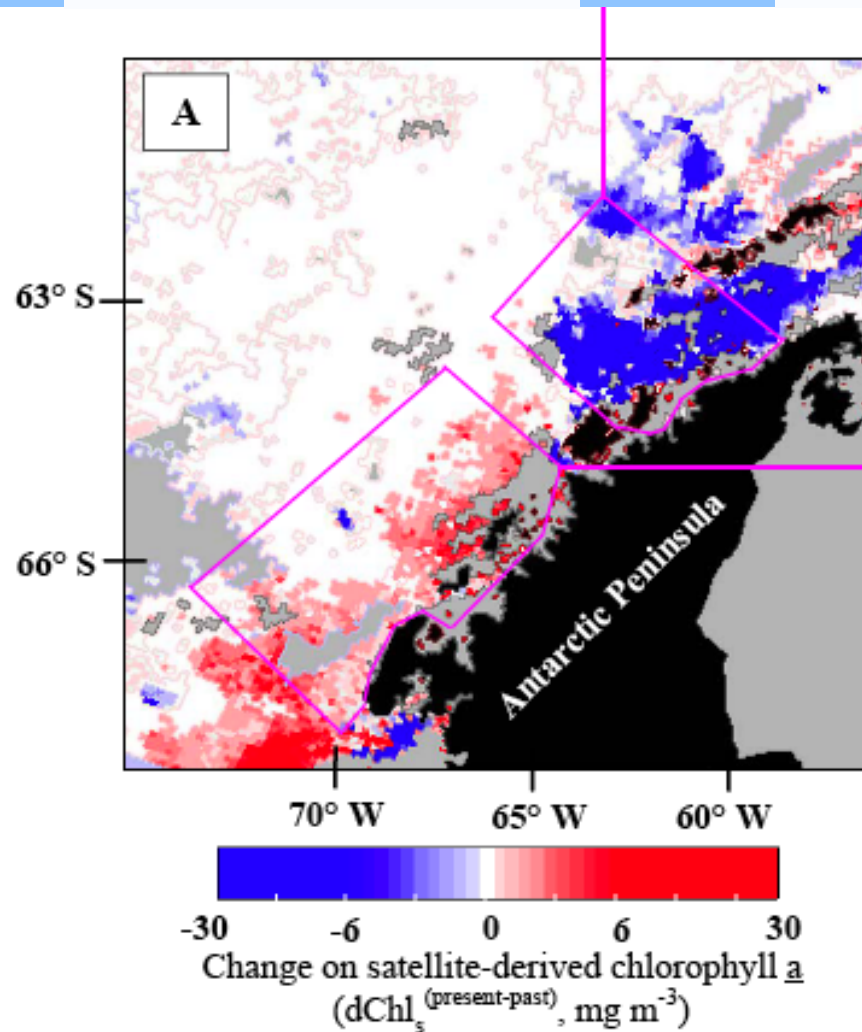 A
63° S
66° S
Antarctic Peninsula
70° W 65° W 60° W
-30 -6 0 6 30
Change on satellite-derived chlorophyll a
(dChlₛ⁽ᵖʳᵉˢᵉⁿᵗ⁻ᵖᵃˢᵗ⁾, mg m⁻³)